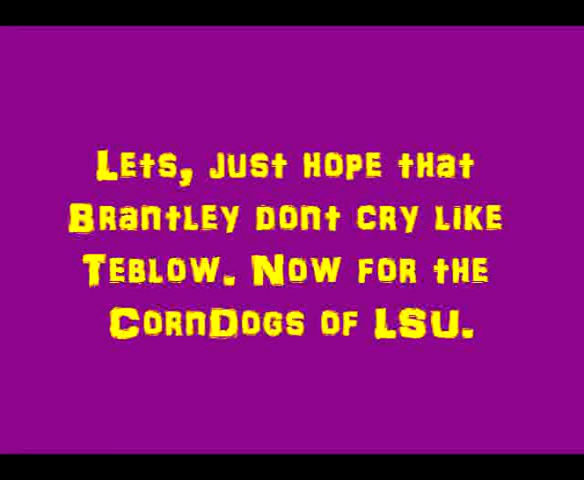 Lets, just hope that
Brantley dont cry like
Teblow. Now for the
CornDogs of LSU.